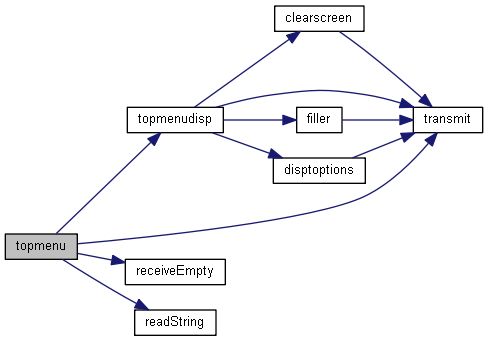 clearscreen
topmenudisp
filler
transmit
disptoptions
topmenu
receiveEmpty
readString